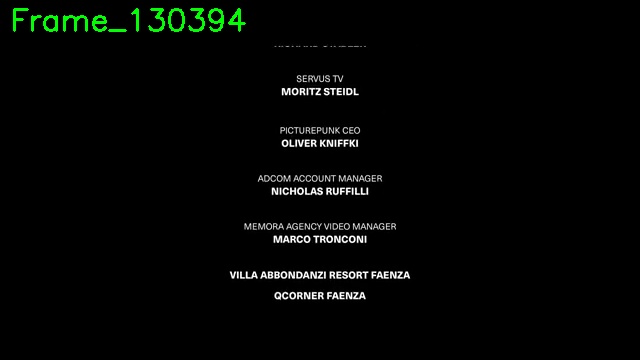 Frame_130394
SERVUS TV
MORITZ STEIDL
PICTUREPUNK CEO
OLIVER KNIFFKI
ADCOM ACCOUNT MANAGER
NICHOLAS RUFFILLI
MEMORA AGENCY VIDEO MANAGER
MARCO TRONCONI
VILLA ABBONDANZI RESORT FAENZA
QCORNER FAENZA